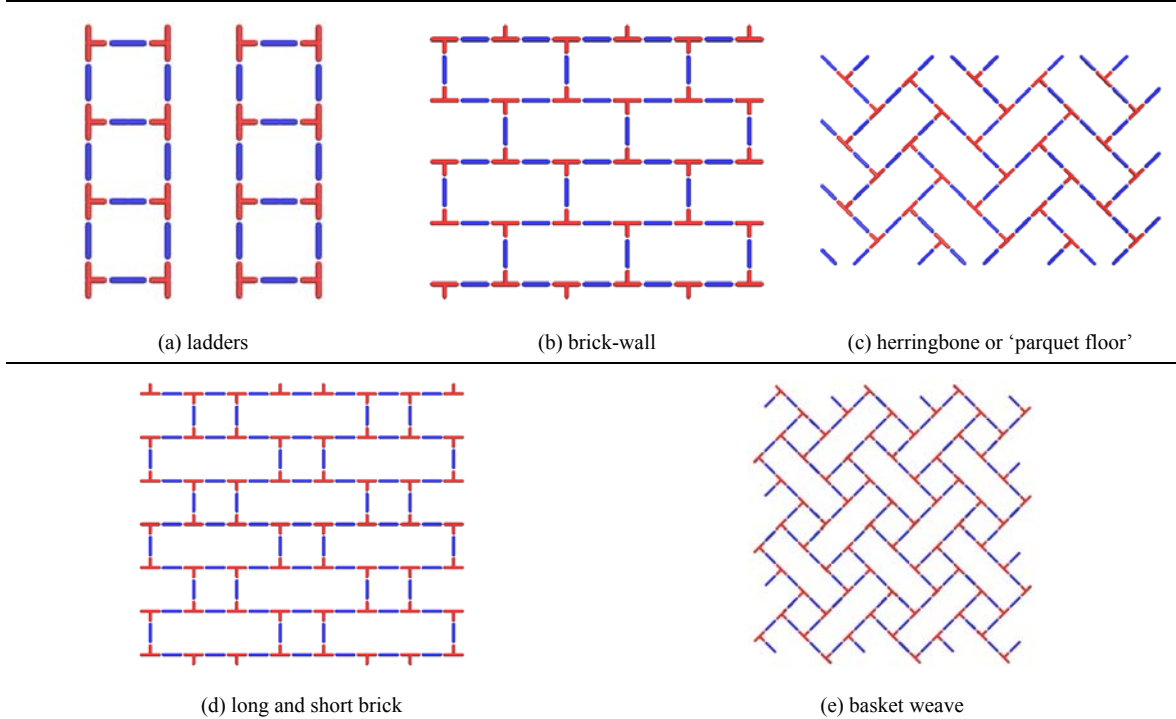 (a) ladders
(b) brick-wall
(c) herringbone or ‘parquet floor’
(d) long and short brick
(e) basket weave